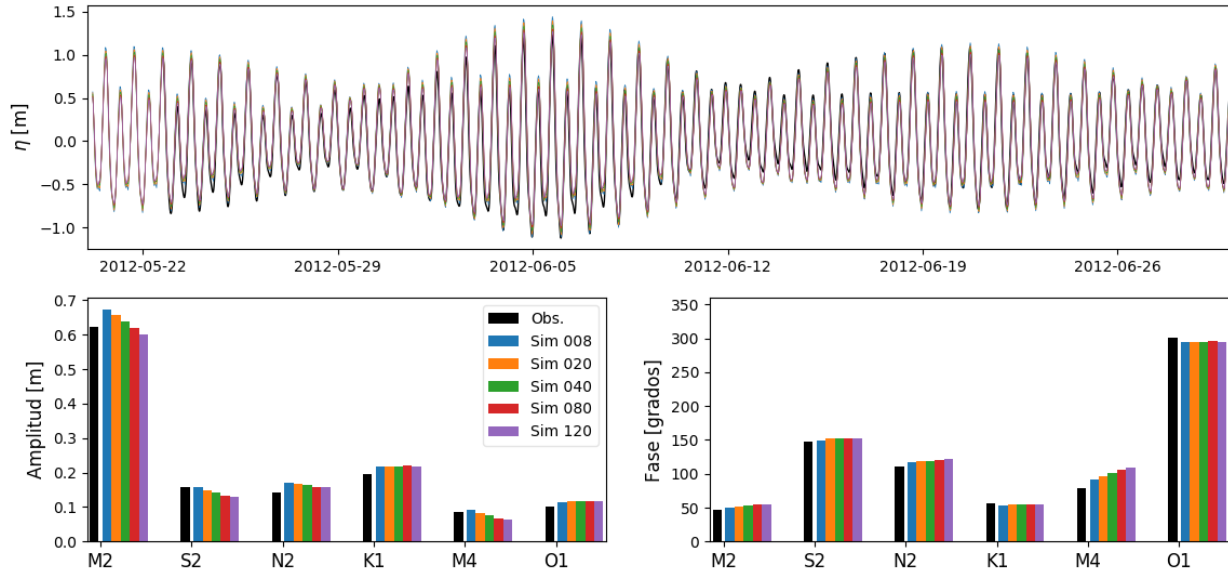 1.5
1.0
0.5
0.0
−0.5
−1.0
η [m]
2012-05-22 2012-05-29 2012-06-05 2012-06-12 2012-06-19 2012-06-26
0.7
0.6
0.5
0.4
0.3
0.2
0.1
0.0
Amplitud [m]
Obs.
Sim 008
Sim 020
Sim 040
Sim 080
Sim 120
M2 S2 N2 K1 M4 O1
350
300
250
200
150
100
50
0
Fase [grados]
M2 S2 N2 K1 M4 O1